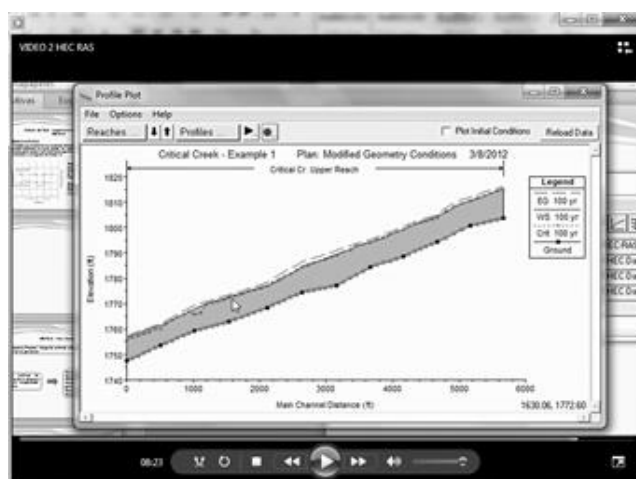 VIDEO 2 HEC RAS
Profile Plot
File Options Help
Reaches ... Profiles ... Plot Initial Conditions Reload Data
Critical Creek - Example 1 Plan: Modified Geometry Conditions 3/8/2012
Critical Cr. Upper Reach
Legend
EG 100 yr
WS 100 yr
Crit 100 yr
Ground
1820
1810
1800
1790
1780
1770
1760
1750
1740
Elevation (ft)
0 1000 2000 3000 4000 5000 6000
Main Channel Distance (ft)
1630.06, 1772.60
08:23